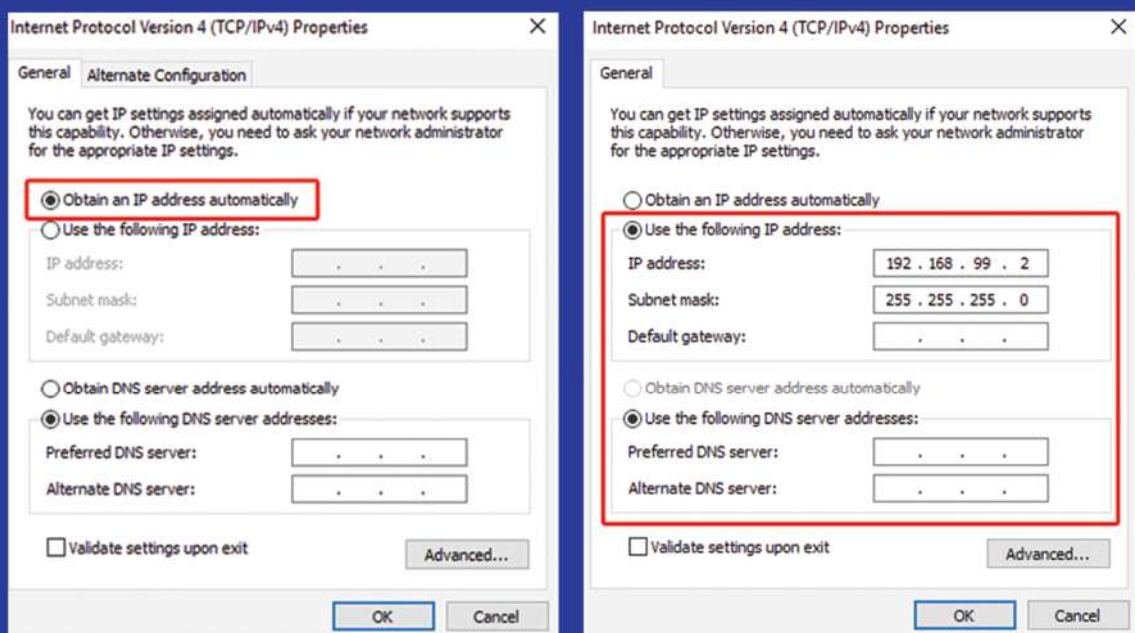 Internet Protocol Version 4 (TCP/IPv4) Properties
General
Alternate Configuration
You can get IP settings assigned automatically if your network supports
this capability. Otherwise, you need to ask your network administrator
for the appropriate IP settings.
Obtain an IP address automatically
Use the following IP address:
IP address:
Subnet mask:
Default gateway:
Obtain DNS server address automatically
Use the following DNS server addresses:
Preferred DNS server:
Alternate DNS server:
Validate settings upon exit
Advanced...
OK
Cancel
Internet Protocol Version 4 (TCP/IPv4) Properties
General
You can get IP settings assigned automatically if your network supports
this capability. Otherwise, you need to ask your network administrator
for the appropriate IP settings.
Obtain an IP address automatically
Use the following IP address:
IP address: 192 . 168 . 99 . 2
Subnet mask: 255 . 255 . 255 . 0
Default gateway:
Obtain DNS server address automatically
Use the following DNS server addresses:
Preferred DNS server:
Alternate DNS server:
Validate settings upon exit
Advanced...
OK
Cancel